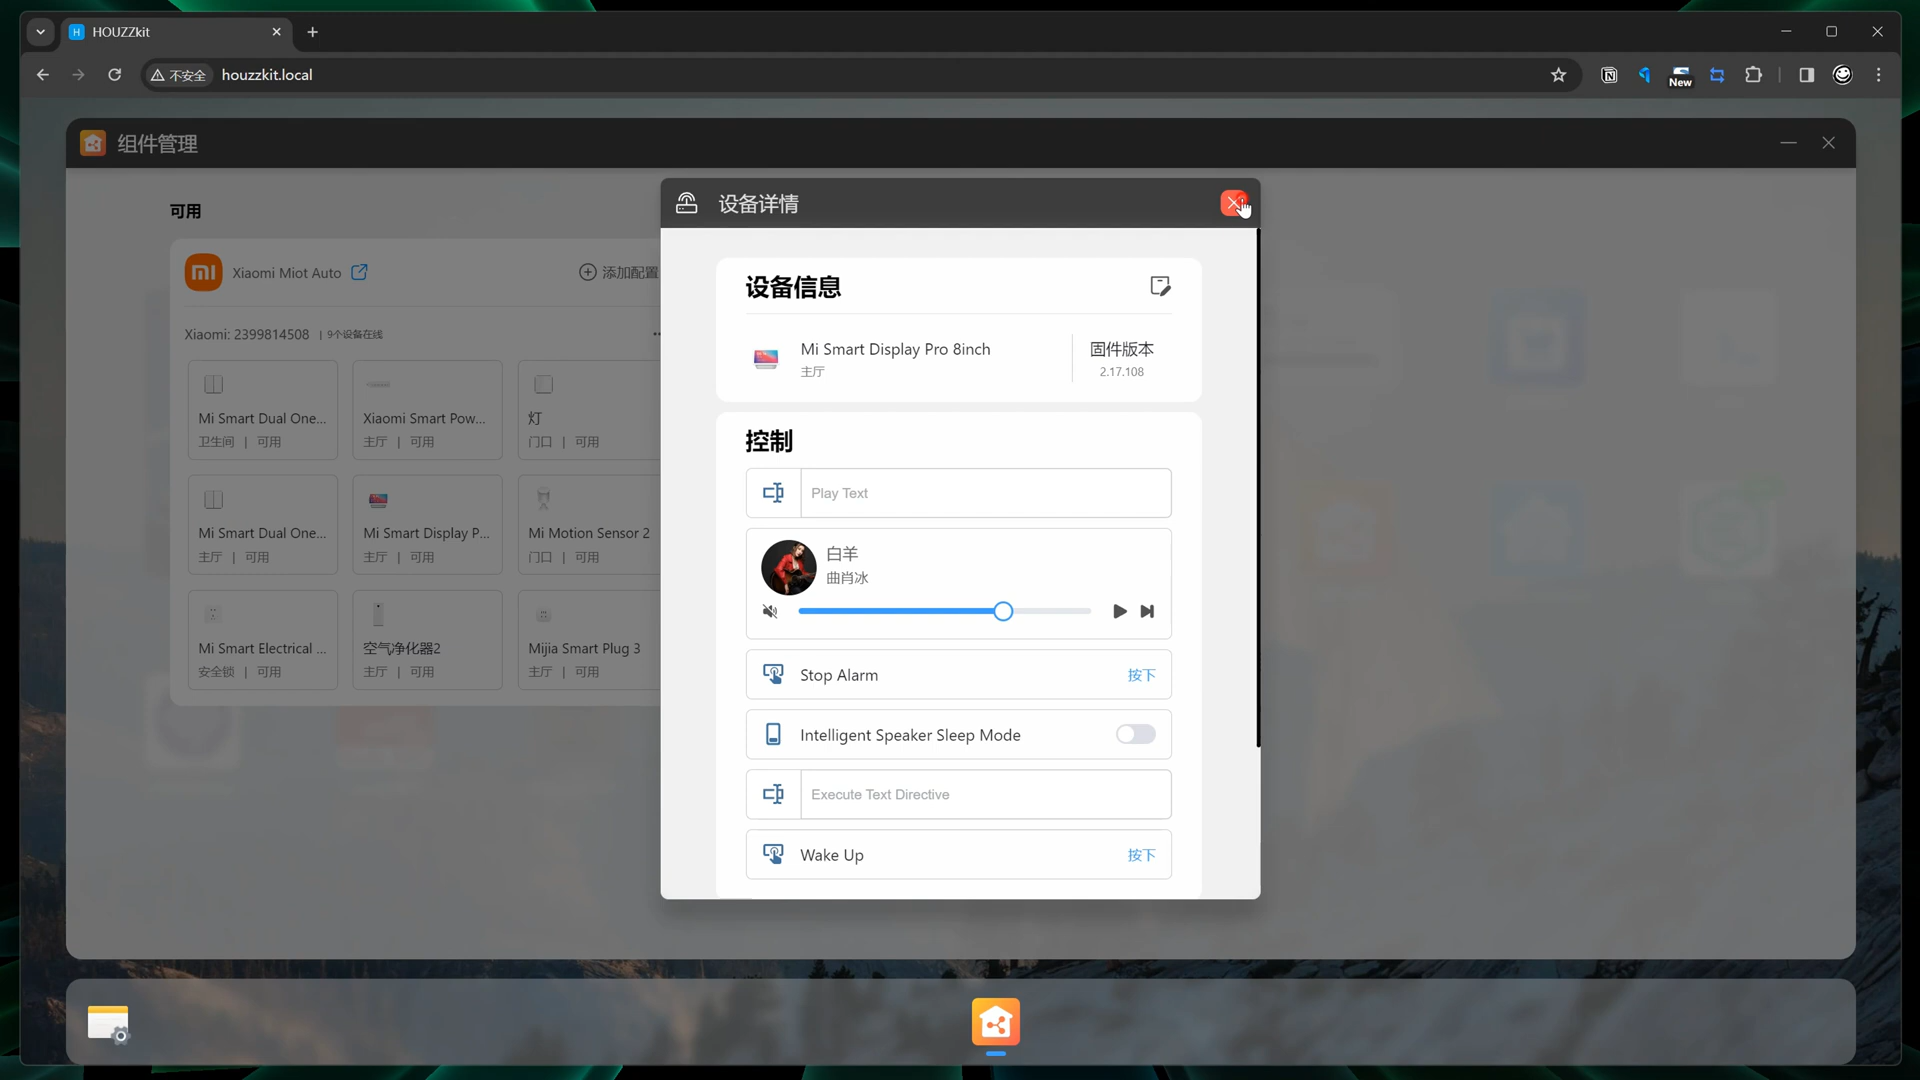 HOUZZkit
不安全
houzzkit.local
New
组件管理
可用
Xiaomi Miot Auto
添加配置
Xiaomi: 2399814508 | 9个设备在线
Mi Smart Dual One...
卫生间 | 可用
Xiaomi Smart Pow...
主厅 | 可用
灯
门口 | 可用
Mi Smart Dual One...
主厅 | 可用
Mi Smart Display P...
主厅 | 可用
Mi Motion Sensor 2
门口 | 可用
Mi Smart Electrical ...
安全锁 | 可用
空气净化器2
主厅 | 可用
Mijia Smart Plug 3
主厅 | 可用
设备详情
设备信息
Mi Smart Display Pro 8inch
主厅
固件版本
2.17.108
控制
Play Text
白羊
曲肖冰
Stop Alarm
按下
Intelligent Speaker Sleep Mode
Execute Text Directive
Wake Up
按下